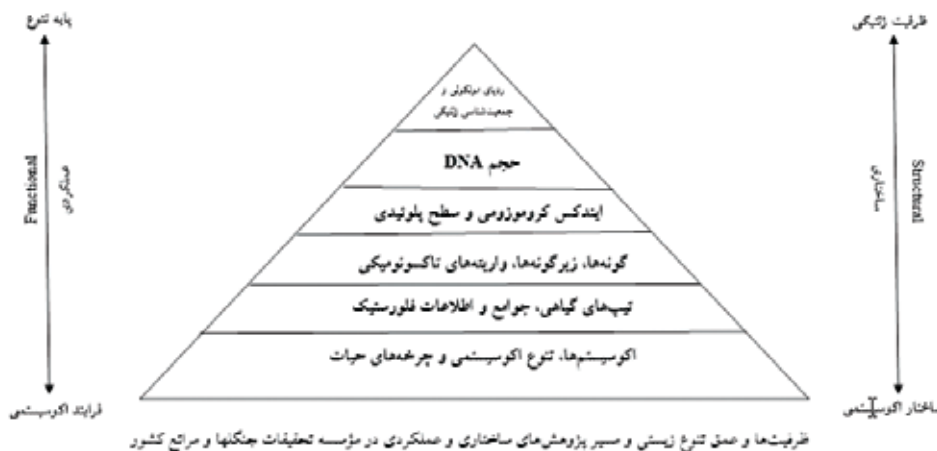 پایه تنوع
ظرفیت ژنتیکی
ردپای مولکولی و
جمعیت‌شناسی ژنتیکی
حجم DNA
ایندکس کروموزومی و سطح پلوئیدی
گونه‌ها، زیرگونه‌ها، واریته‌های تاکسونومیکی
تیپ‌های گیاهی، جوامع و اطلاعات فلورستیک
اکوسیستم‌ها، تنوع اکوسیستمی و چرخه‌های حیات
Functional
عملکردی
Structural
ساختاری
فرایند اکوسیستمی
ساختار اکوسیستمی
ظرفیت‌ها و عمق تنوع زیستی و مسیر پژوهش‌های ساختاری و عملکردی در مؤسسه تحقیقات جنگلها و مراتع کشور